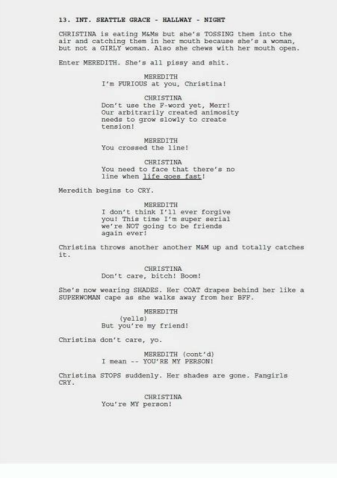 13. INT. SEATTLE GRACE - HALLWAY - NIGHT
CHRISTINA is eating M&Ms but she's TOSSING them into the
air and catching them in her mouth because she's a woman,
but not a GIRLY woman. Also she chews with her mouth open.
Enter MEREDITH. She's all pissy and shit.
MEREDITH
I'm FURIOUS at you, Christina!
CHRISTINA
Don't use the F-word yet, Merr!
Our arbitrarily created animosity
needs to grow slowly to create
tension!
MEREDITH
You crossed the line!
CHRISTINA
You need to face that there's no
line when life goes fast!
Meredith begins to CRY.
MEREDITH
I don't think I'll ever forgive
you! This time I'm super serial
we're NOT going to be friends
again ever!
Christina throws another another M&M up and totally catches
it.
CHRISTINA
Don't care, bitch! Boom!
She's now wearing SHADES. Her COAT drapes behind her like a
SUPERWOMAN cape as she walks away from her BFF.
MEREDITH
(yells)
But you're my friend!
Christina don't care, yo.
MEREDITH (cont'd)
I mean -- YOU'RE MY PERSON!
Christina STOPS suddenly. Her shades are gone. Fangirls
CRY.
CHRISTINA
You're MY person!